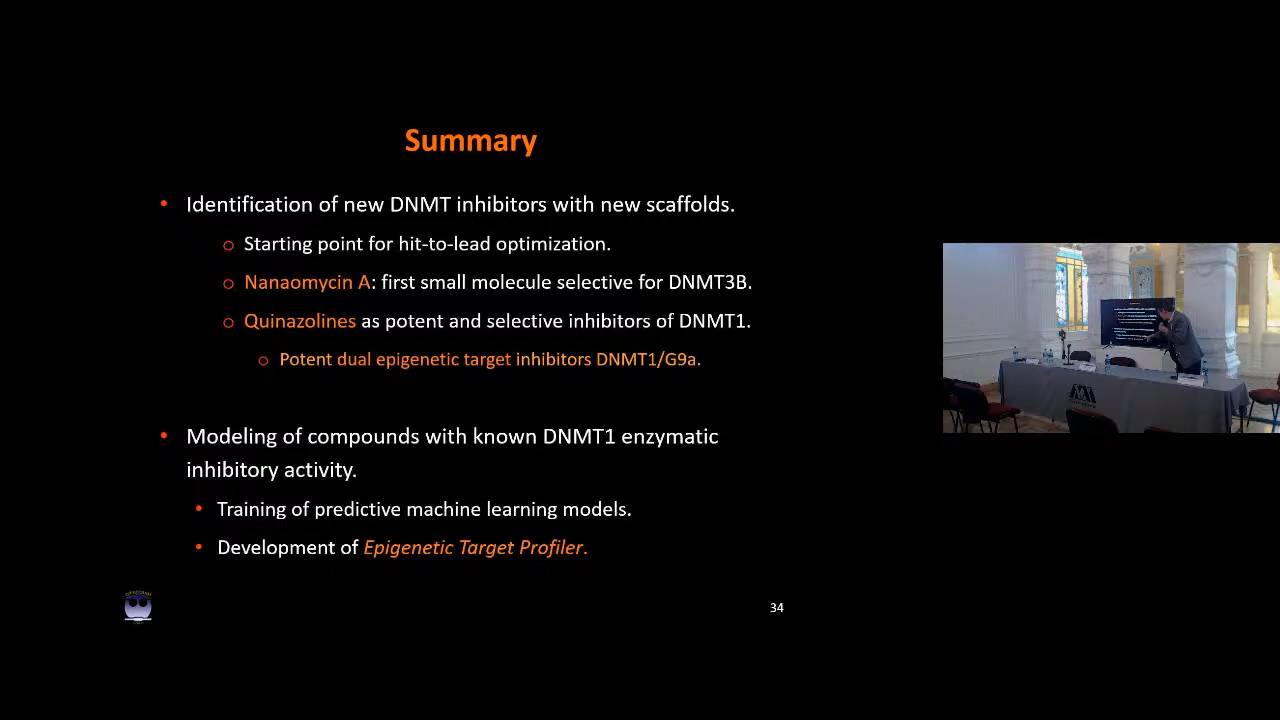 Summary
• Identification of new DNMT inhibitors with new scaffolds.
o Starting point for hit-to-lead optimization.
o Nanaomycin A: first small molecule selective for DNMT3B.
o Quinazolines as potent and selective inhibitors of DNMT1.
o Potent dual epigenetic target inhibitors DNMT1/G9a.
• Modeling of compounds with known DNMT1 enzymatic
inhibitory activity.
• Training of predictive machine learning models.
• Development of Epigenetic Target Profiler.
34